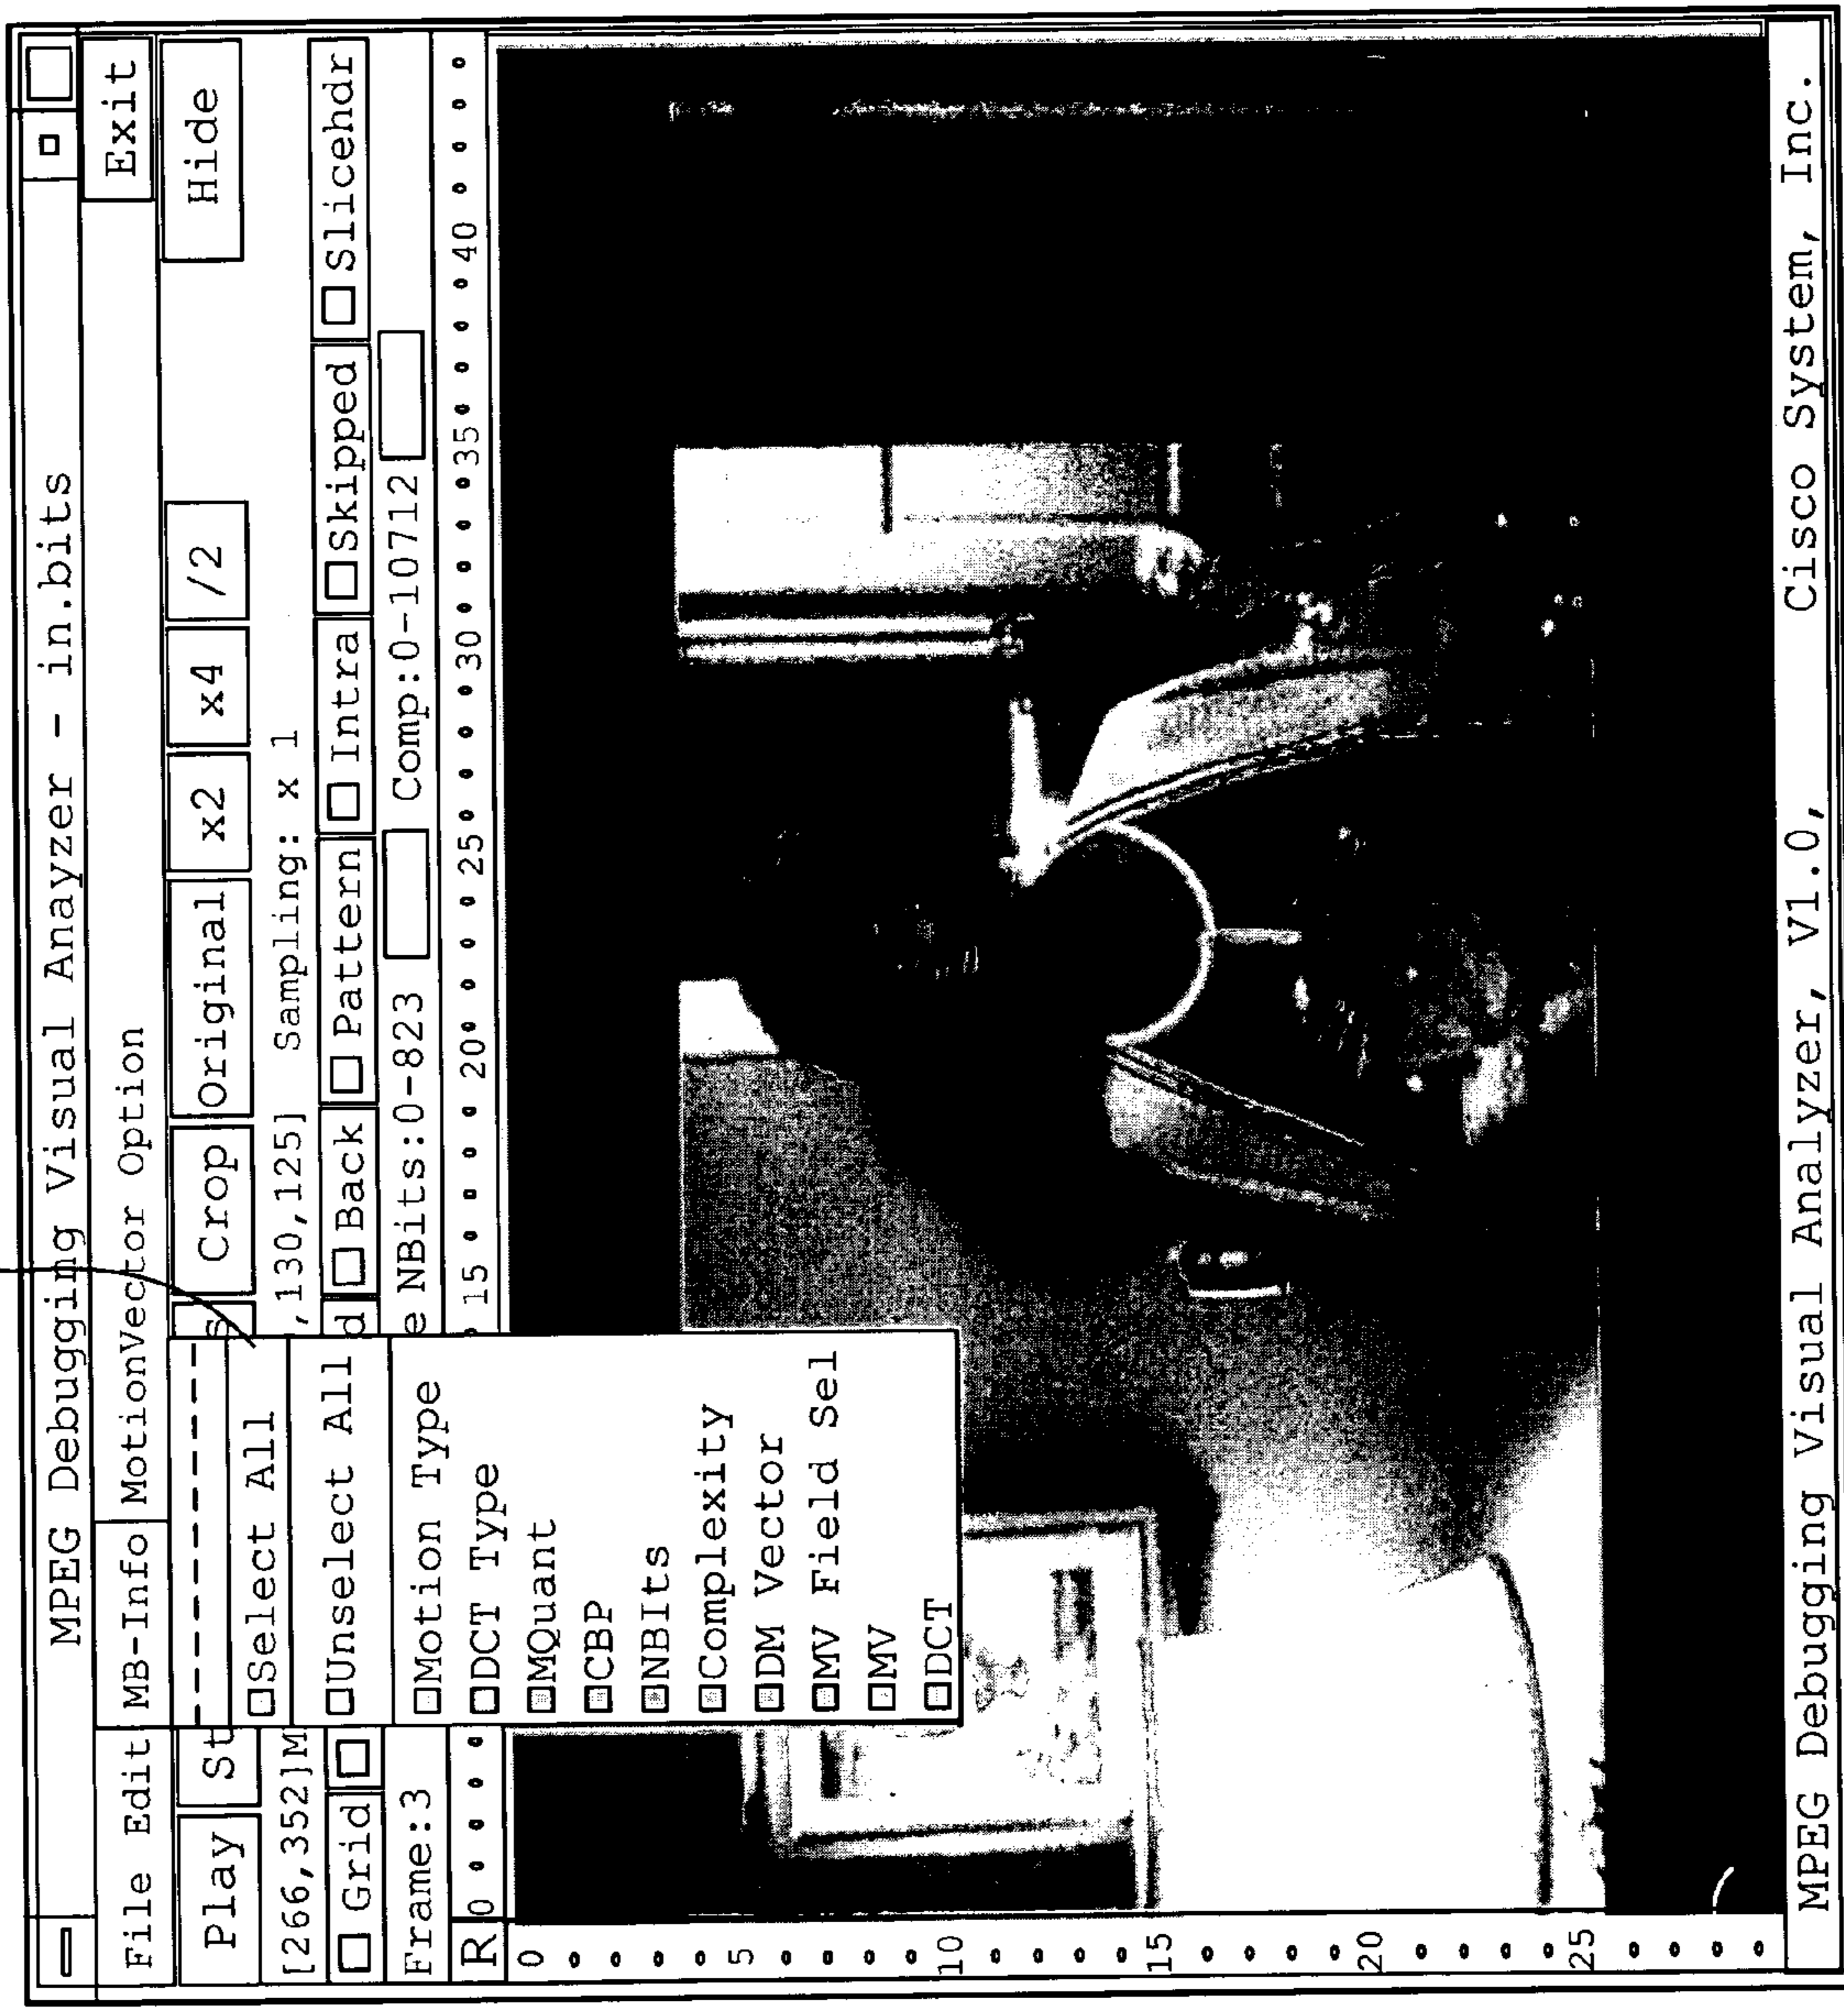 MPEG Debugging Visual Anayzer - in.bits
File Edit MB-Info MotionVector Option Exit
Play St s Crop original x2 x4 /2 Hide
[266,352]M ,130,125] Sampling: x 1
Grid d Back Pattern Intra Skipped Slicehdr
Frame:3 e NBits:0-823 Comp:0-10712
Select All
Unselect All
Motion Type
DCT Type
MQuant
CBP
NBIts
Complexity
DM Vector
MV Field Sel
MV
DCT
R 0 15 20 25 30 35 40
0
5
10
15
20
25
MPEG Debugging Visual Analyzer, V1.0, Cisco System, Inc.